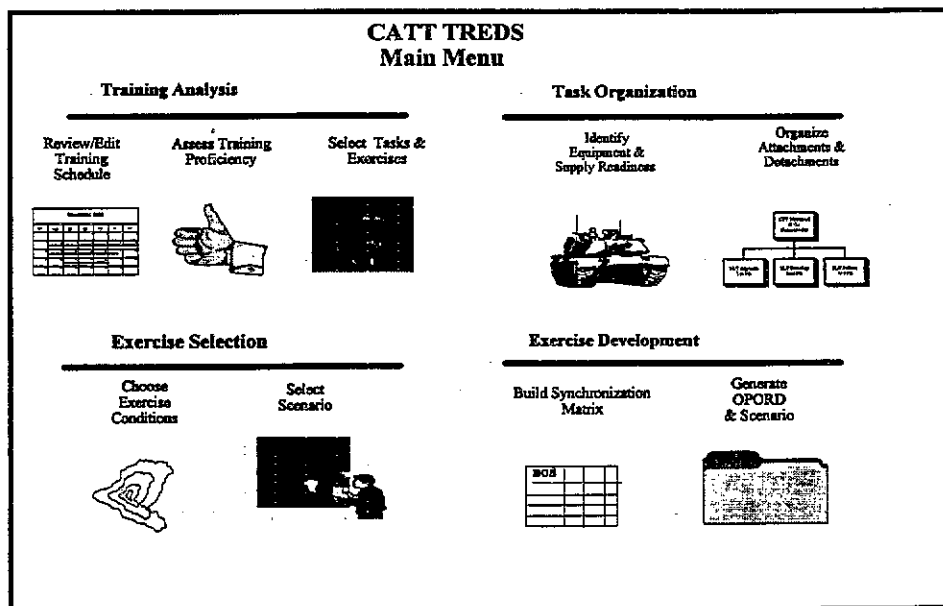 CATT TREDS
Main Menu
Training Analysis
Review/Edit
Training
Schedule
Assess Training
Proficiency
Select Tasks &
Exercises
Task Organization
Identify
Equipment &
Supply Readiness
Organize
Attachments &
Detachments
Exercise Selection
Choose
Exercise
Conditions
Select
Scenario
Exercise Development
Build Synchronization
Matrix
BOS
Generate
OPORD
& Scenario